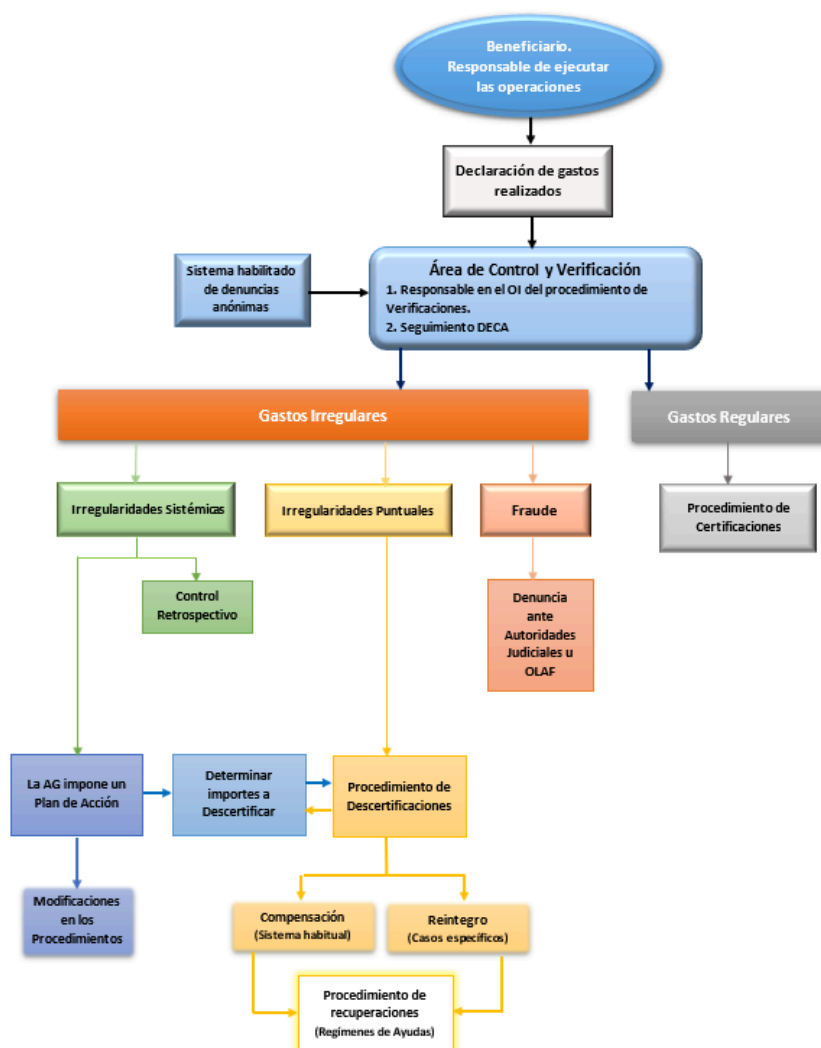 Beneficiario.
Responsable de ejecutar
las operaciones
Declaración de gastos
realizados
Sistema habilitado
de denuncias
anónimas
Área de Control y Verificación
1. Responsable en el OI del procedimiento de
Verificaciones.
2. Seguimiento DECA
Gastos Irregulares
Gastos Regulares
Irregularidades Sistémicas
Irregularidades Puntuales
Fraude
Procedimiento de
Certificaciones
Control
Retrospectivo
Denuncia
ante
Autoridades
Judiciales u
OLAF
La AG impone un
Plan de Acción
Determinar
importes a
Descertificar
Procedimiento de
Descertificaciones
Modificaciones
en los
Procedimientos
Compensación
(Sistema habitual)
Reintegro
(Casos específicos)
Procedimiento de
recuperaciones
(Regímenes de Ayudas)